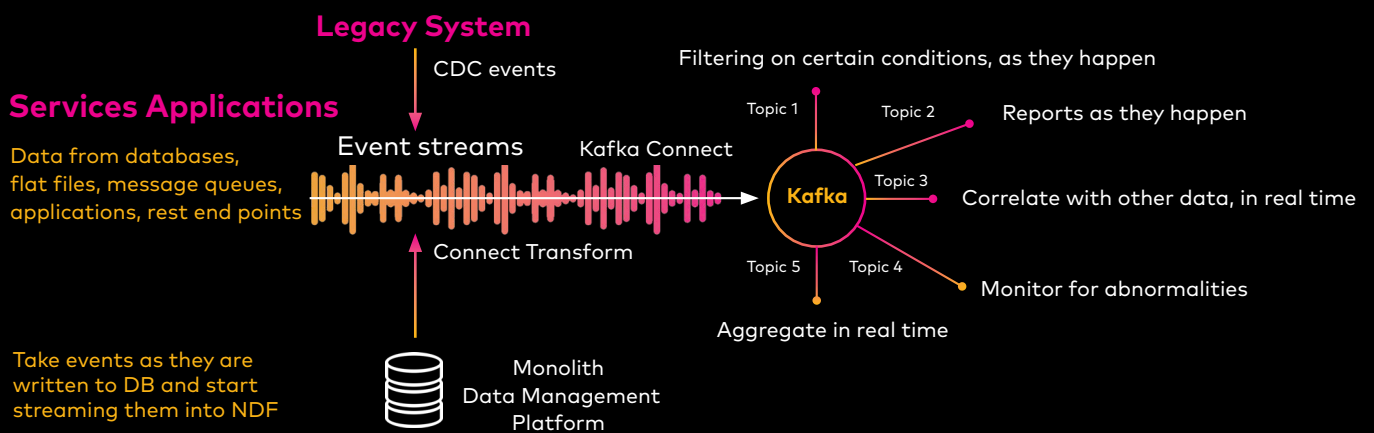 Legacy System
CDC events
Services Applications
Data from databases,
flat files, message queues,
applications, rest end points
Event streams
Kafka Connect
Connect Transform
Take events as they are
written to DB and start
streaming them into NDF
Monolith
Data Management
Platform
Kafka
Topic 1
Filtering on certain conditions, as they happen
Topic 2
Reports as they happen
Topic 3
Correlate with other data, in real time
Topic 4
Monitor for abnormalities
Topic 5
Aggregate in real time